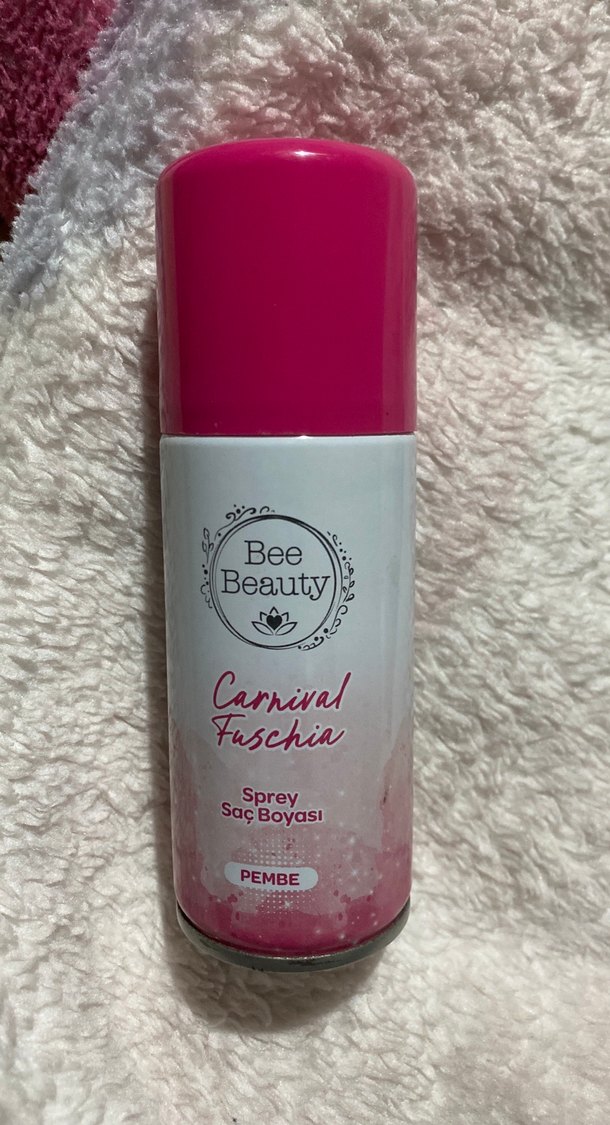 Bee
Beauty
Carnival
Fuschia
Sprey
Saç Boyası
PEMBE